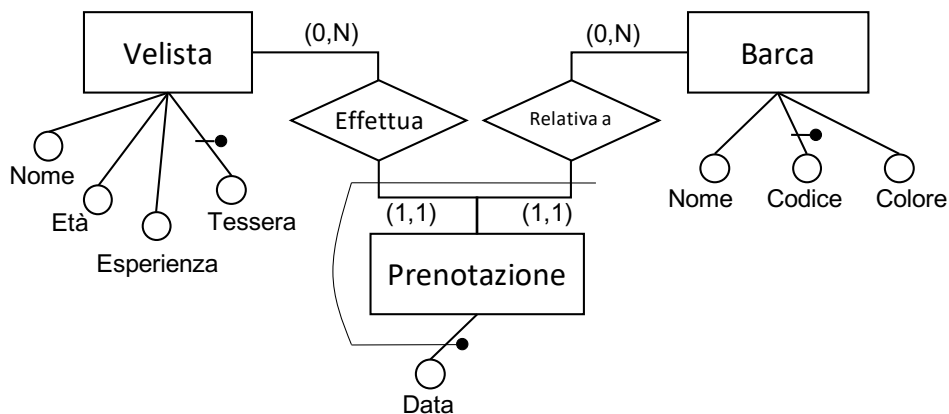 (0,N)
(0,N)
Velista
Barca
Effettua
Relativa a
Nome
Età
Esperienza
Tessera
Nome
Codice
Colore
(1,1)
(1,1)
Prenotazione
Data